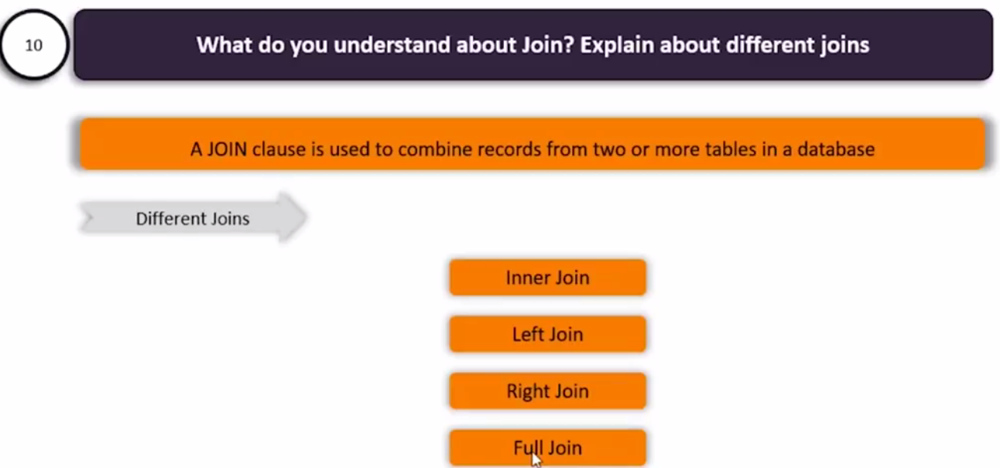 10
What do you understand about Join? Explain about different joins
A JOIN clause is used to combine records from two or more tables in a database
Different Joins
Inner Join
Left Join
Right Join
Full Join